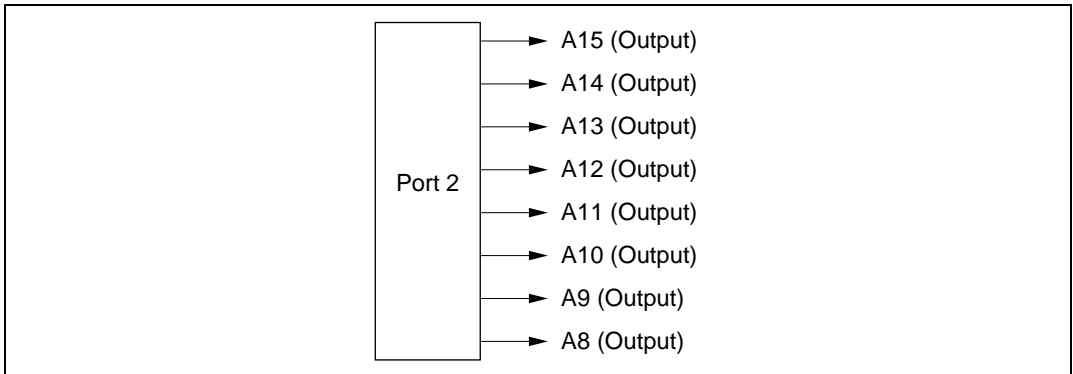 Port 2
A15 (Output)
A14 (Output)
A13 (Output)
A12 (Output)
A11 (Output)
A10 (Output)
A9 (Output)
A8 (Output)